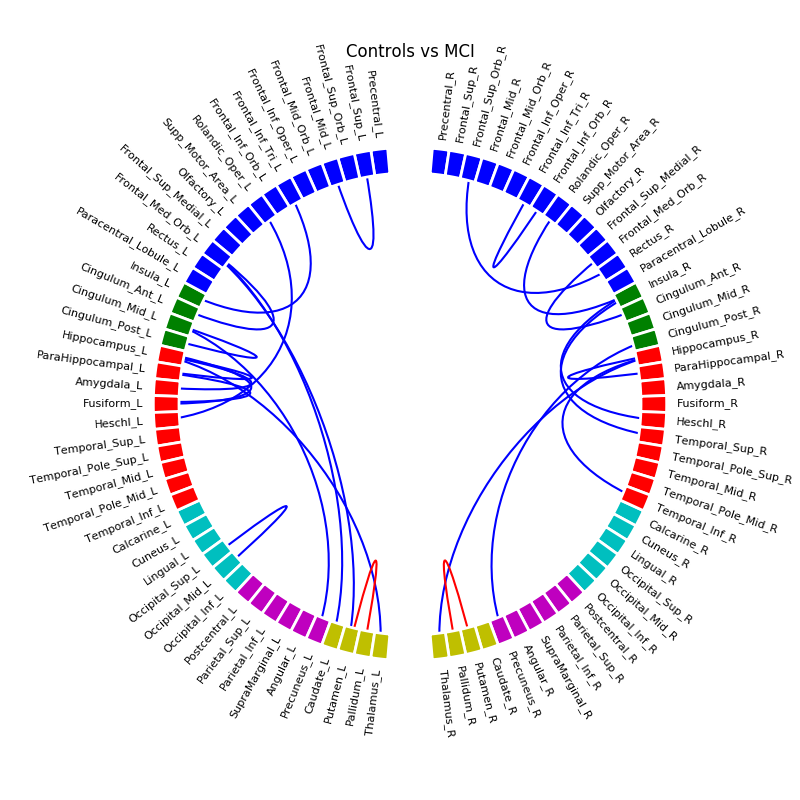 Controls vs MCI
Precentral_L
Frontal_Sup_L
Frontal_Sup_Orb_L
Frontal_Mid_L
Frontal_Mid_Orb_L
Frontal_Inf_Oper_L
Frontal_Inf_Tri_L
Frontal_Inf_Orb_L
Rolandic_Oper_L
Supp_Motor_Area_L
Olfactory_L
Frontal_Sup_Medial_L
Frontal_Med_Orb_L
Rectus_L
Paracentral_Lobule_L
Insula_L
Cingulum_Ant_L
Cingulum_Mid_L
Cingulum_Post_L
Hippocampus_L
ParaHippocampal_L
Amygdala_L
Fusiform_L
Heschl_L
Temporal_Sup_L
Temporal_Pole_Sup_L
Temporal_Mid_L
Temporal_Pole_Mid_L
Temporal_Inf_L
Calcarine_L
Cuneus_L
Lingual_L
Occipital_Sup_L
Occipital_Mid_L
Occipital_Inf_L
Postcentral_L
Parietal_Sup_L
Parietal_Inf_L
SupraMarginal_L
Angular_L
Precuneus_L
Caudate_L
Putamen_L
Pallidum_L
Thalamus_L
Precentral_R
Frontal_Sup_R
Frontal_Sup_Orb_R
Frontal_Mid_R
Frontal_Mid_Orb_R
Frontal_Inf_Oper_R
Frontal_Inf_Tri_R
Frontal_Inf_Orb_R
Rolandic_Oper_R
Supp_Motor_Area_R
Olfactory_R
Frontal_Sup_Medial_R
Frontal_Med_Orb_R
Rectus_R
Paracentral_Lobule_R
Insula_R
Cingulum_Ant_R
Cingulum_Mid_R
Cingulum_Post_R
Hippocampus_R
ParaHippocampal_R
Amygdala_R
Fusiform_R
Heschl_R
Temporal_Sup_R
Temporal_Pole_Sup_R
Temporal_Mid_R
Temporal_Pole_Mid_R
Temporal_Inf_R
Calcarine_R
Cuneus_R
Lingual_R
Occipital_Sup_R
Occipital_Mid_R
Occipital_Inf_R
Postcentral_R
Parietal_Sup_R
Parietal_Inf_R
SupraMarginal_R
Angular_R
Precuneus_R
Caudate_R
Putamen_R
Pallidum_R
Thalamus_R